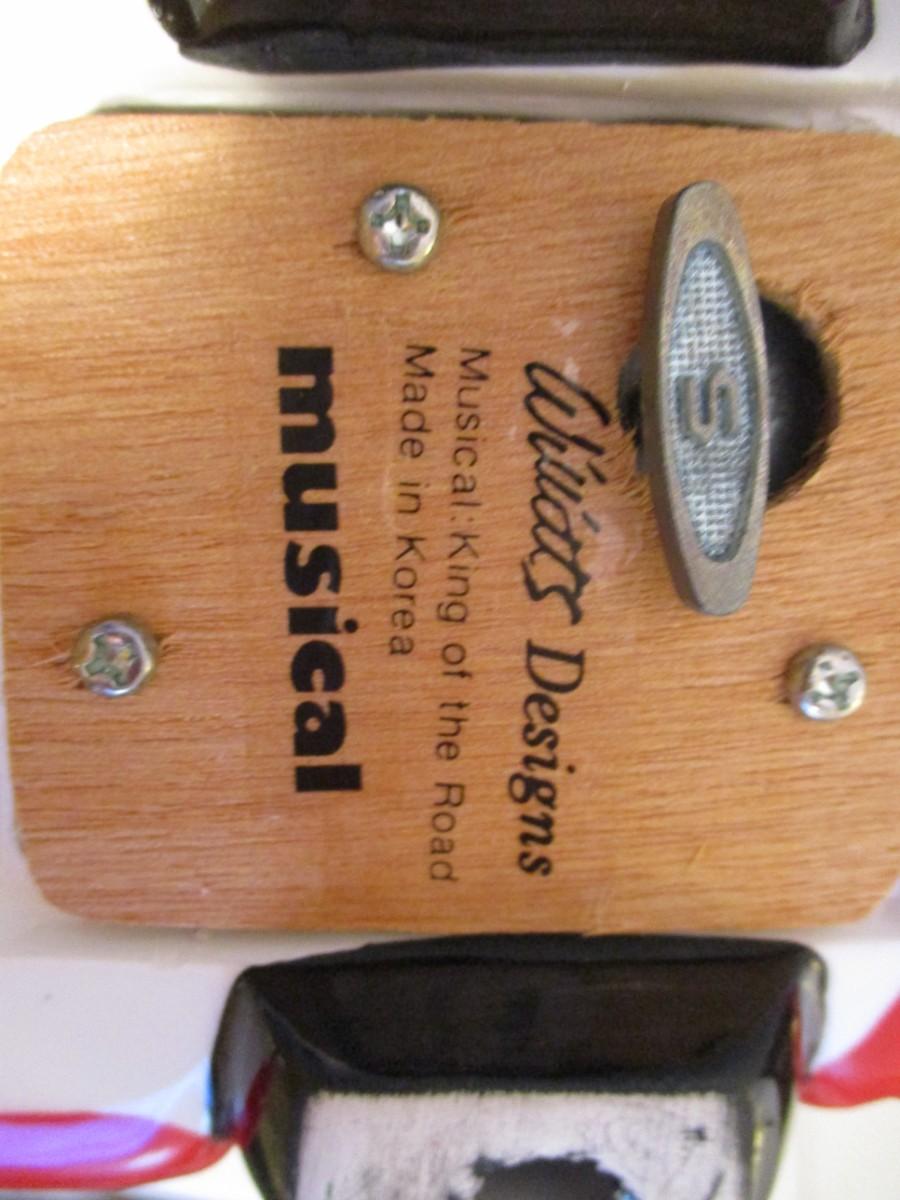 S
Willitts Designs
Musical: King of the Road
Made in Korea
musical